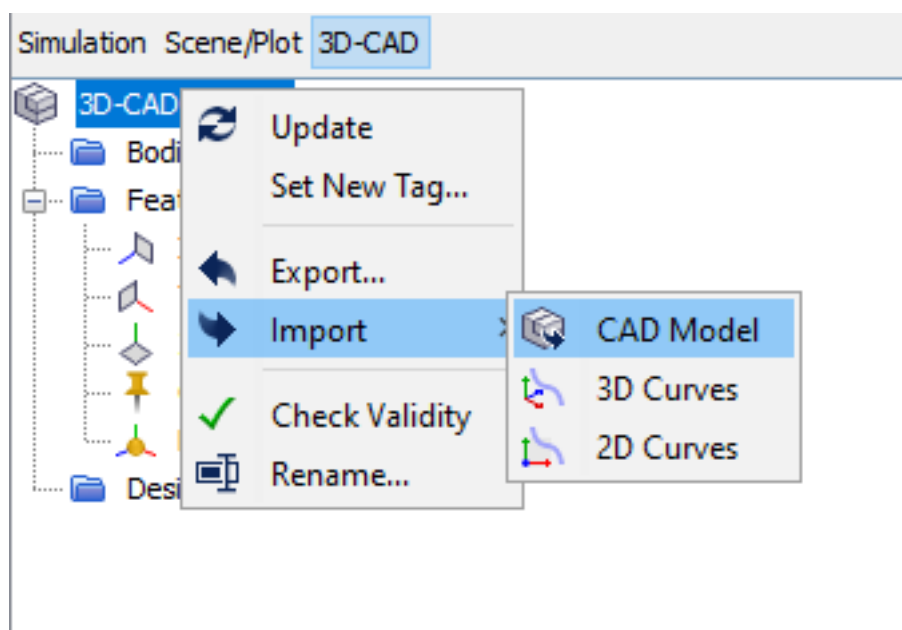 Simulation Scene/Plot 3D-CAD
3D-CAD
Update
Set New Tag...
Export...
Import
CAD Model
3D Curves
2D Curves
Check Validity
Rename...